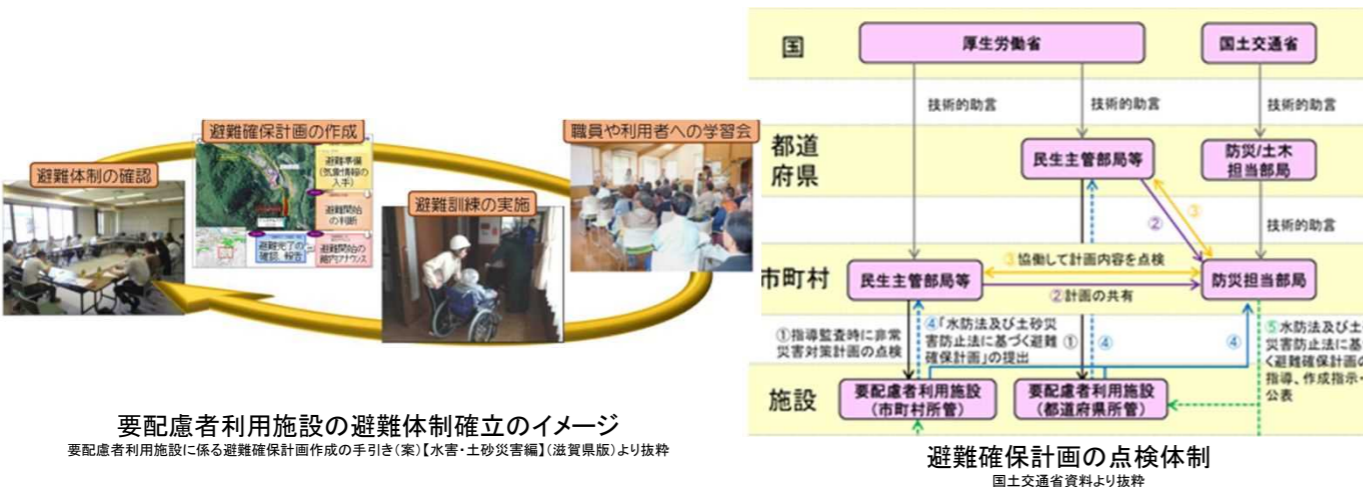 避難確保計画の作成
避難体制の確認
避難準備
(気象情報の
入手)
避難開始
の判断
避難完了の
確認、報告
避難開始の
館内アナウンス
避難訓練の実施
職員や利用者への学習会
要配慮者利用施設の避難体制確立のイメージ
要配慮者利用施設に係る避難確保計画作成の手引き(案)【水害・土砂災害編】(滋賀県版)より抜粋
国
厚生労働省
国土交通省
技術的助言
技術的助言
技術的助言
都道
府県
民生主管部局等
防災/土木
担当部局
②
③
技術的助言
市町村
民生主管部局等
③協働して計画内容を点検
②計画の共有
防災担当部局
①指導監査時に非常
災害対策計画の点検
④「水防法及び土砂災
害防止法に基づく避難
確保計画」の提出
①
④
④
⑤水防法及び土
災害防止法に基
く避難確保計画の
指導、作成指示
公表
施設
要配慮者利用施設
(市町村所管)
要配慮者利用施設
(都道府県所管)
避難確保計画の点検体制
国土交通省資料より抜粋